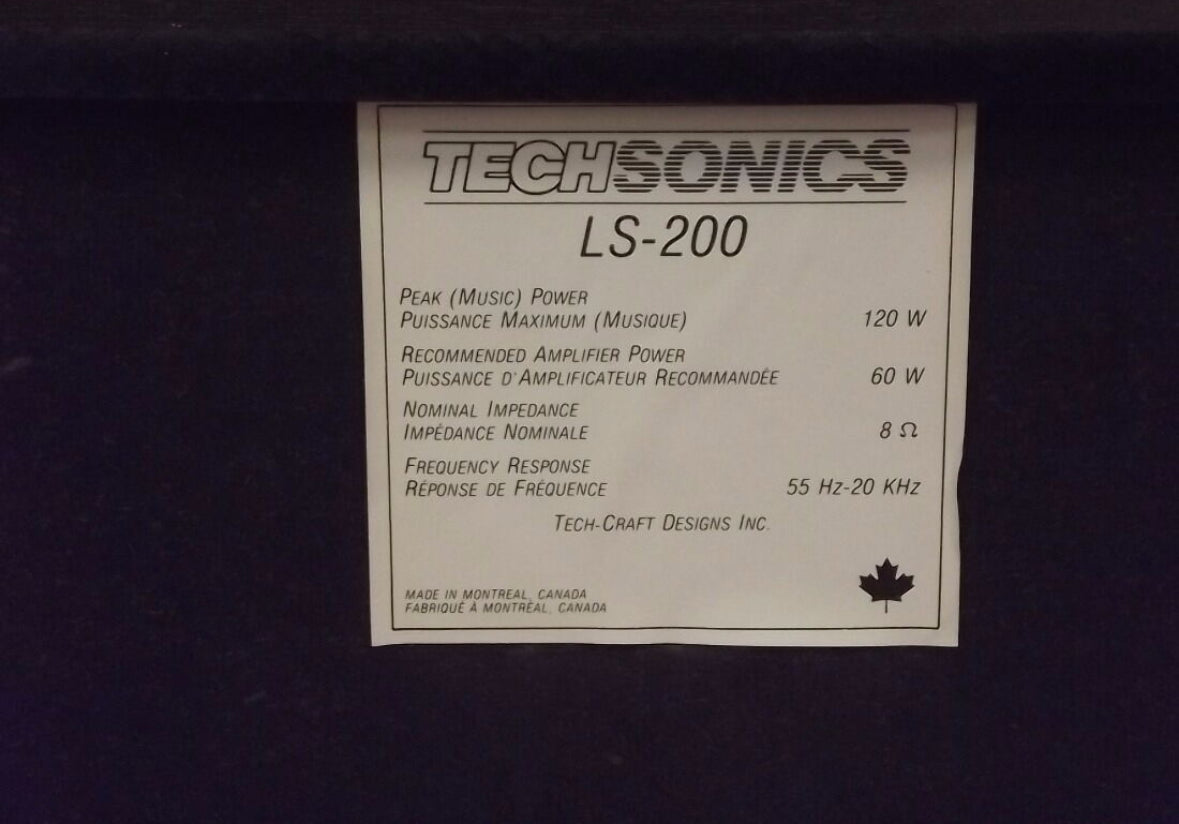 TECHSONICS
LS-200
PEAK (MUSIC) POWER
PUISSANCE MAXIMUM (MUSIQUE) 120 W
RECOMMENDED AMPLIFIER POWER
PUISSANCE D'AMPLIFICATEUR RECOMMANDÉE 60 W
NOMINAL IMPEDANCE
IMPÉDANCE NOMINALE 8 Ω
FREQUENCY RESPONSE
RÉPONSE DE FRÉQUENCE 55 HZ-20 KHZ
TECH-CRAFT DESIGNS INC.
MADE IN MONTREAL, CANADA
FABRIQUÉ À MONTRÉAL, CANADA